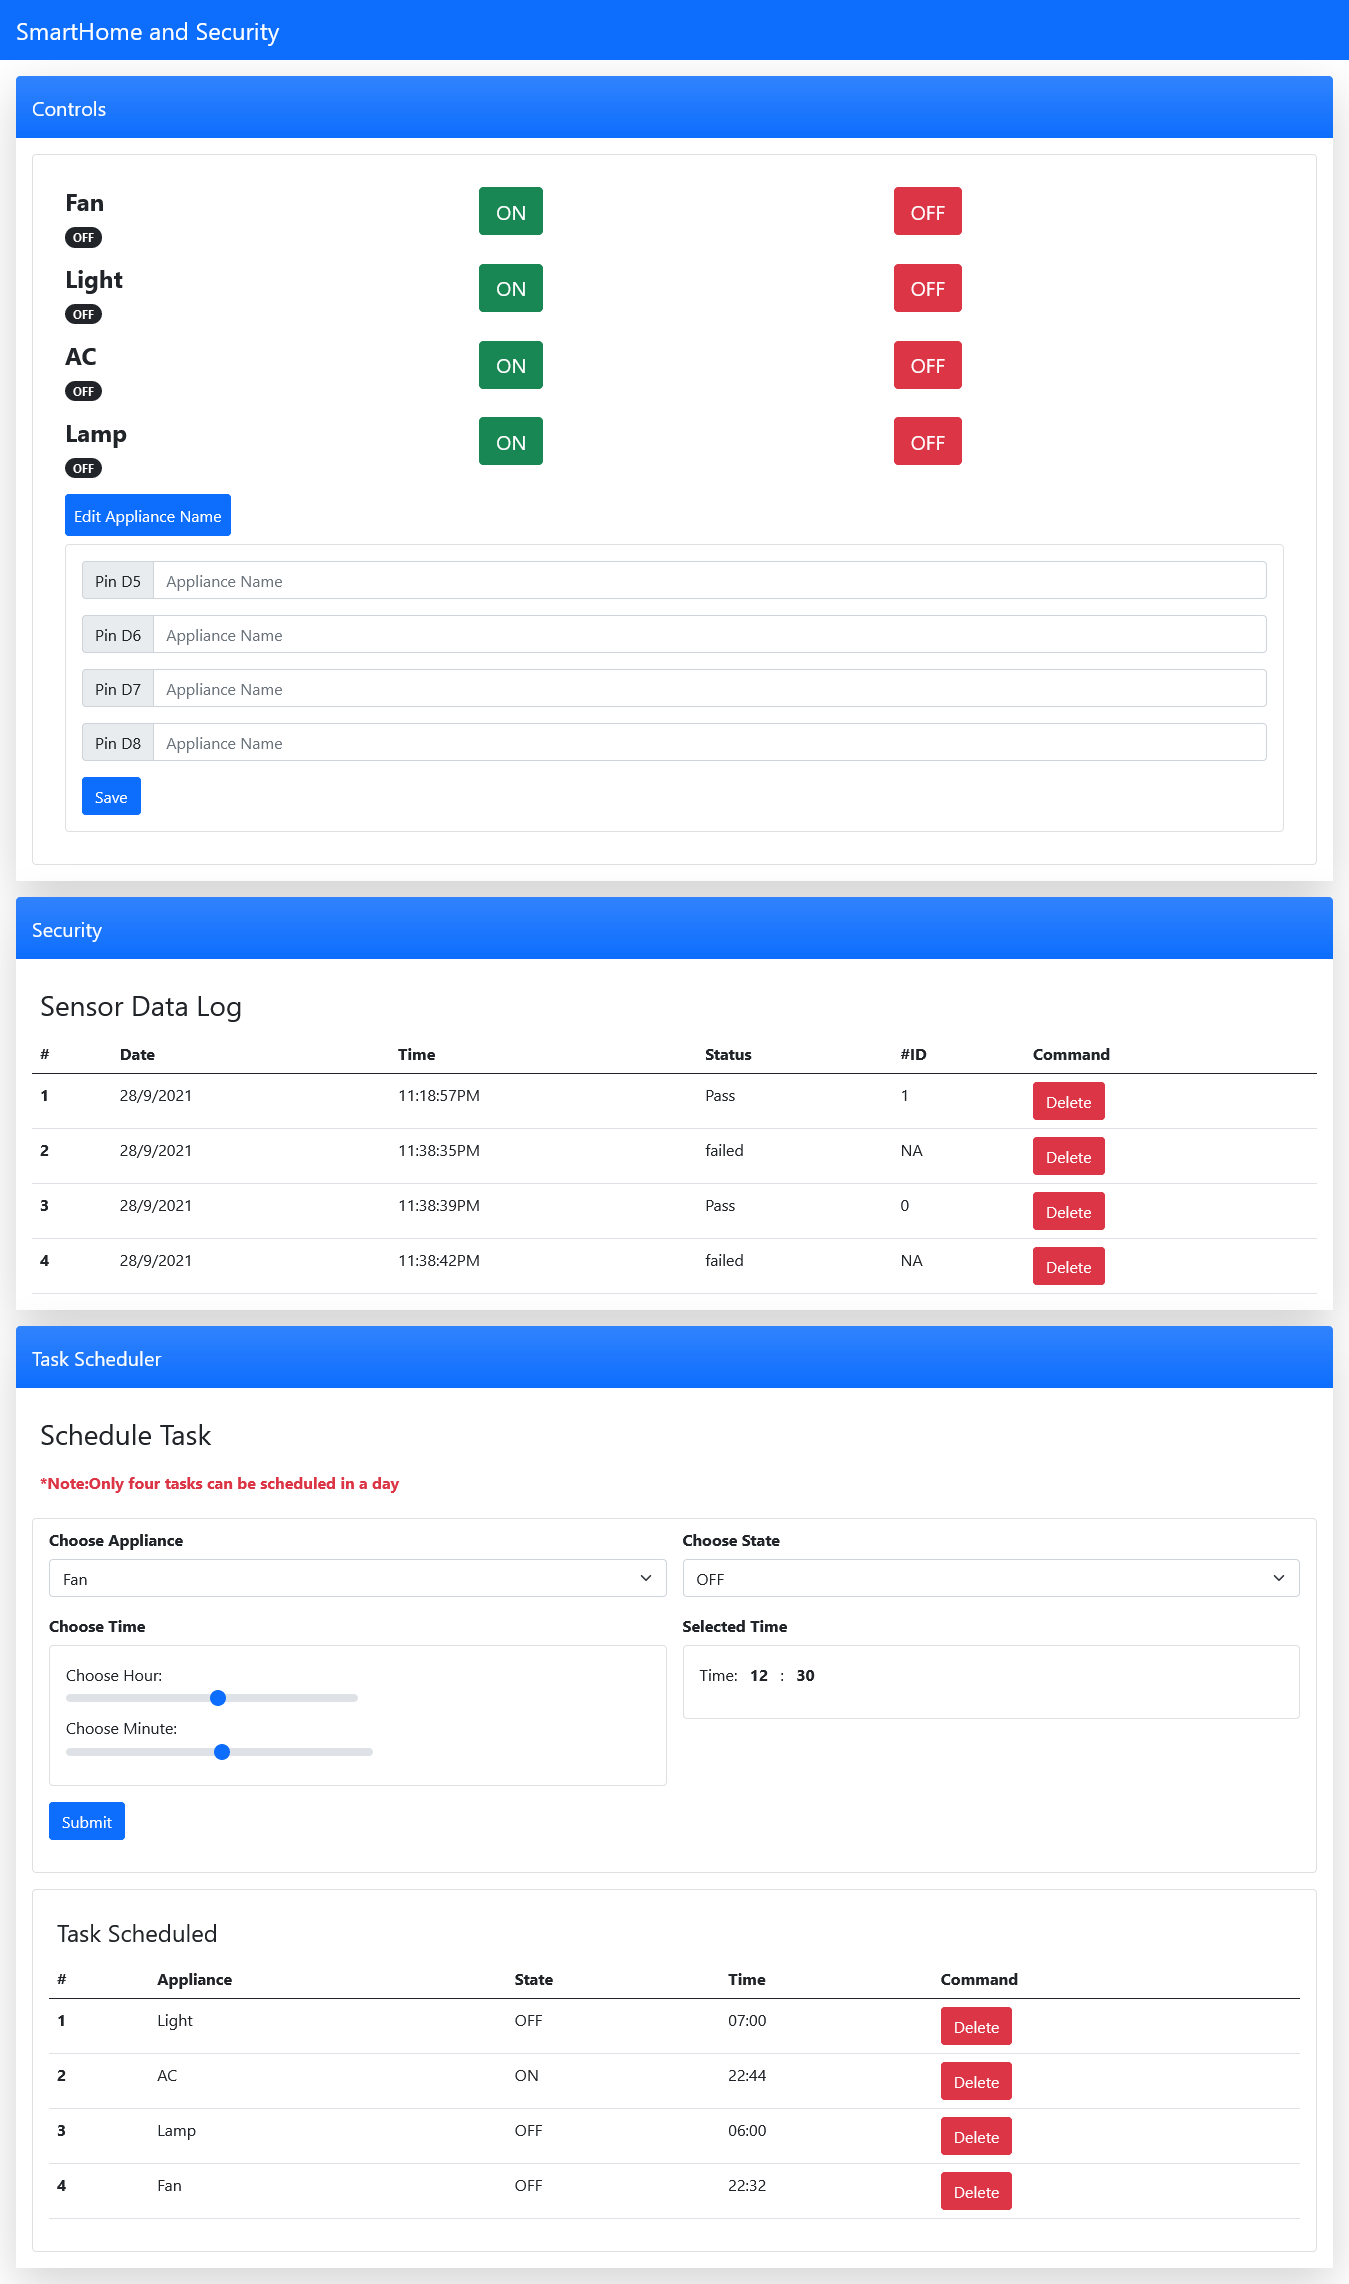 SmartHome and Security
Controls
Fan ON OFF
OFF
Light ON OFF
OFF
AC ON OFF
OFF
Lamp ON OFF
OFF
Edit Appliance Name
Pin D5 Appliance Name
Pin D6 Appliance Name
Pin D7 Appliance Name
Pin D8 Appliance Name
Save
Security
Sensor Data Log
# Date Time Status #ID Command
1 28/9/2021 11:18:57PM Pass 1 Delete
2 28/9/2021 11:38:35PM failed NA Delete
3 28/9/2021 11:38:39PM Pass 0 Delete
4 28/9/2021 11:38:42PM failed NA Delete
Task Scheduler
Schedule Task
*Note:Only four tasks can be scheduled in a day
Choose Appliance Choose State
Fan OFF
Choose Time Selected Time
Choose Hour: Time: 12 : 30
Choose Minute:
Submit
Task Scheduled
# Appliance State Time Command
1 Light OFF 07:00 Delete
2 AC ON 22:44 Delete
3 Lamp OFF 06:00 Delete
4 Fan OFF 22:32 Delete